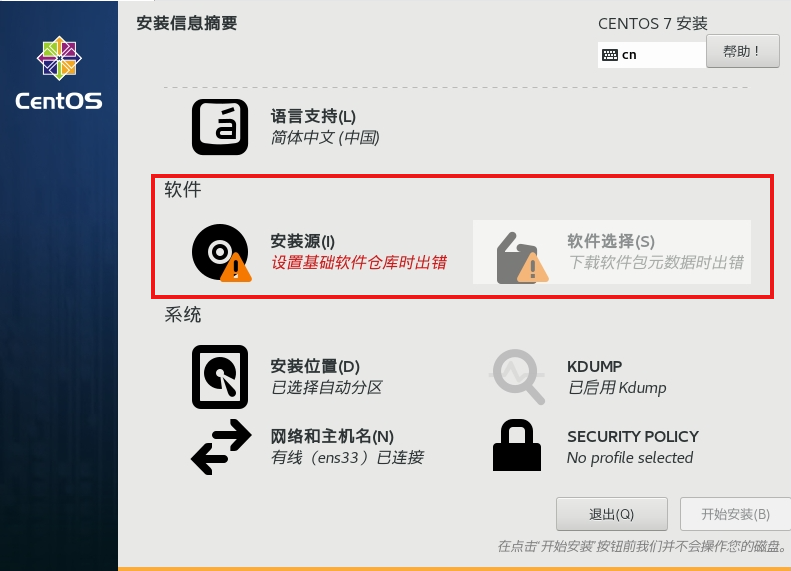 安装信息摘要
CENTOS 7 安装
cn
帮助！
CentOS
语言支持(L)
简体中文 (中国)
软件
安装源(I)
设置基础软件仓库时出错
软件选择(S)
下载软件包元数据时出错
系统
安装位置(D)
已选择自动分区
KDUMP
已启用 Kdump
网络和主机名(N)
有线（ens33）已连接
SECURITY POLICY
No profile selected
退出(Q)
开始安装(B)
在点击'开始安装'按钮前我们并不会操作您的磁盘。